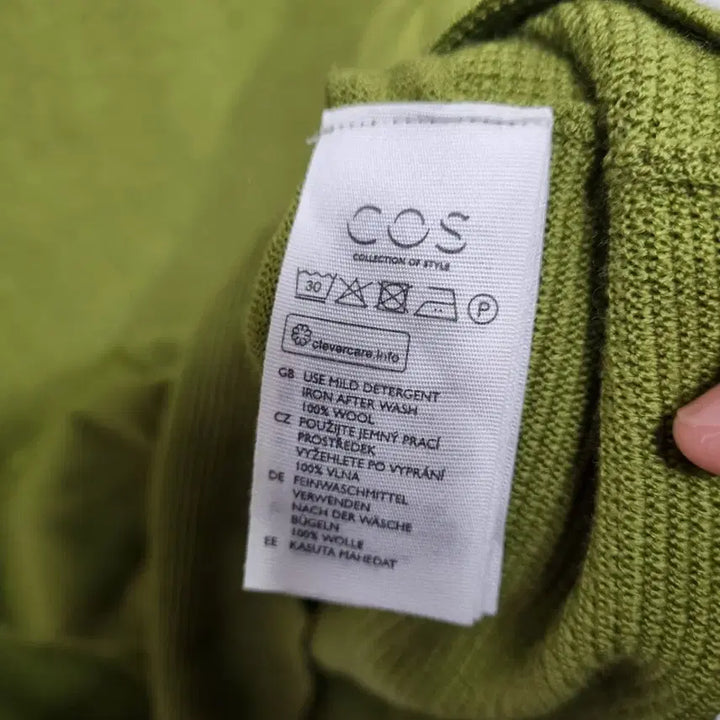 COS
COLLECTION OF STYLE
30 P
clevercare.info
GB USE MILD DETERGENT
IRON AFTER WASH
100% WOOL
CZ POUŽIJTE JEMNÝ PRACÍ
PROSTŘEDEK
VYŽEHLETE PO VYPRÁNÍ
100% VLNA
DE FEINWASCHMITTEL
VERWENDEN
NACH DER WÄSCHE
BÜGELN
100% WOLLE
EE KASUTA MAHEDAT